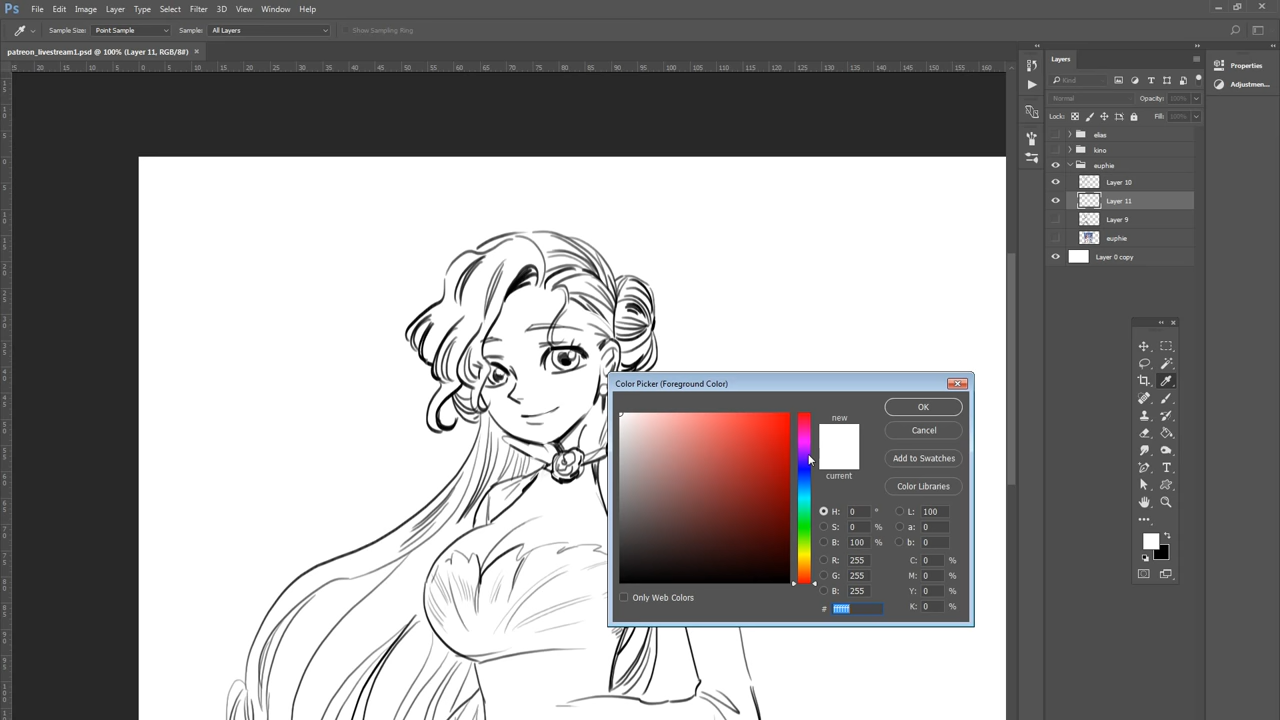 Ps File Edit Image Layer Type Select Filter 3D View Window Help
Sample Size: Point Sample Sample: All Layers Show Sampling Ring
patreon_livestream1.psd @ 100% (Layer 11, RGB/8#) ×
Layers
Kind
Normal Opacity: 100%
Lock: Fill: 100%
elias
kino
euphie
Layer 10
Layer 11
Layer 9
euphie
Layer 0 copy
Properties
Adjustmen...
Color Picker (Foreground Color)
new
current
OK
Cancel
Add to Swatches
Color Libraries
H: 0 ° L: 100
S: 0 % a: 0
B: 100 % b: 0
R: 255 C: 0 %
G: 255 M: 0 %
B: 255 Y: 0 %
# ffffff K: 0 %
Only Web Colors